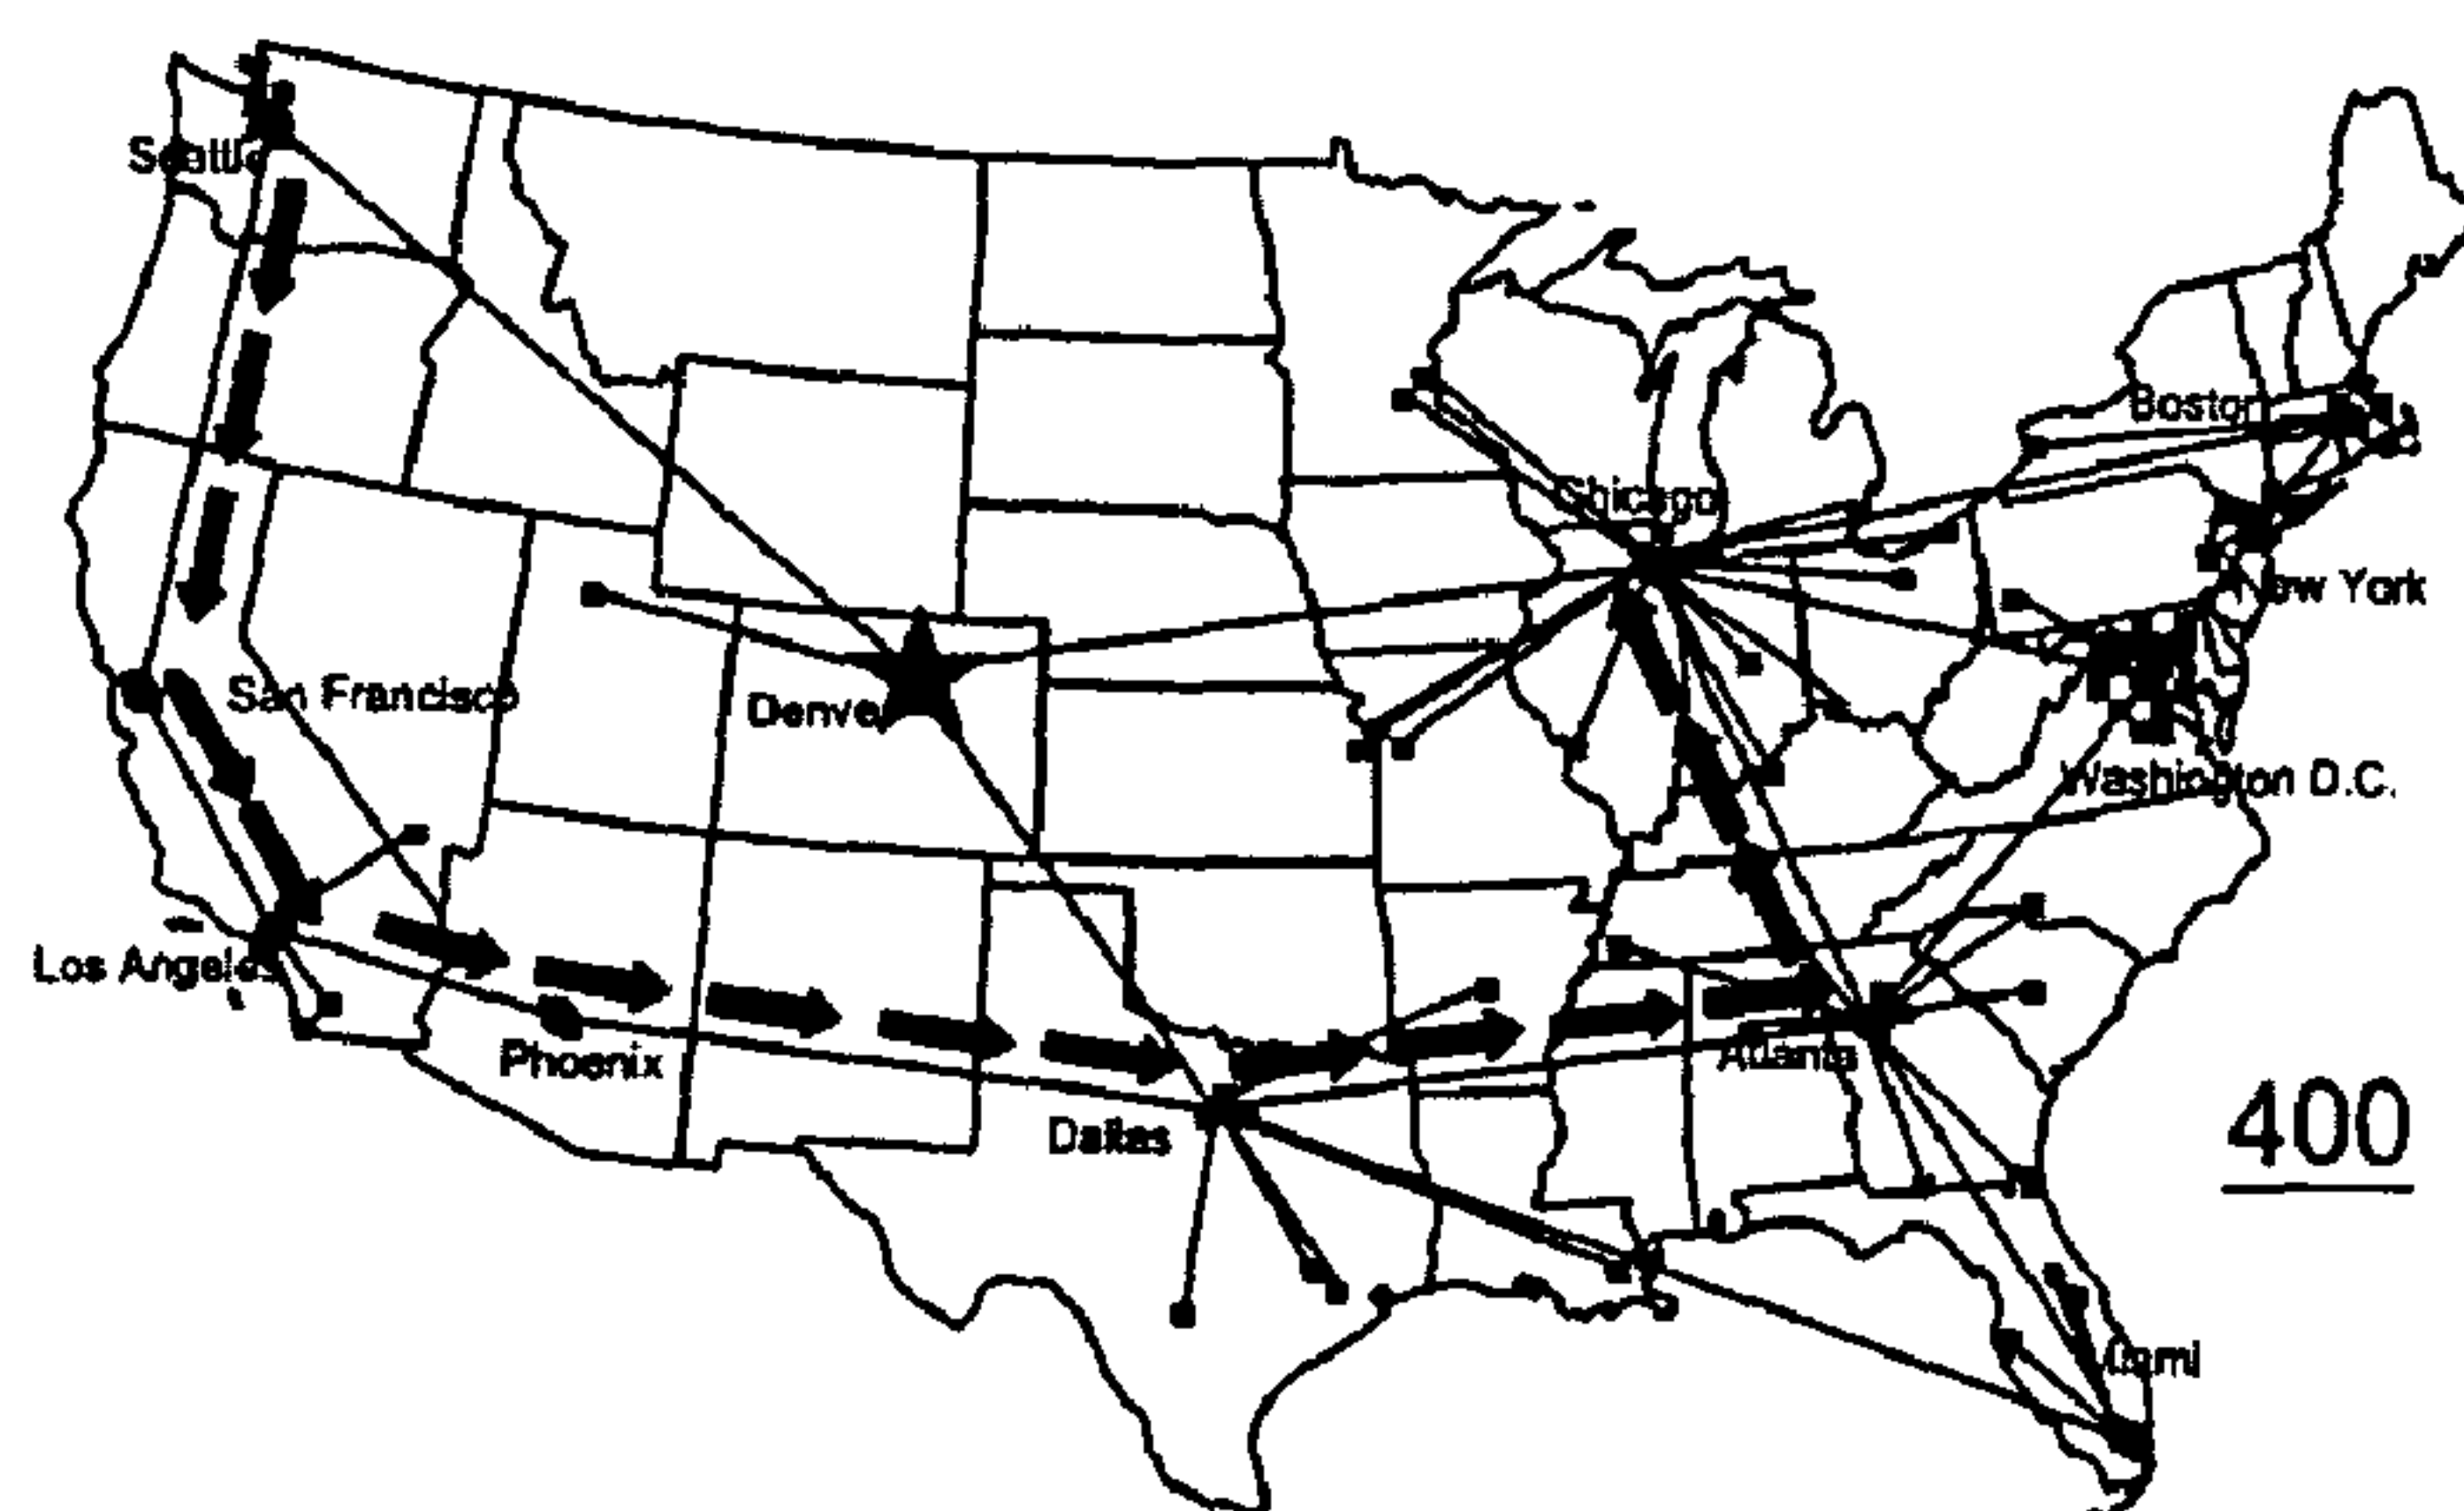 Seattle
Boston
Chicago
New York
San Francisco
Denver
Washington D.C.
Los Angeles
Phoenix
Atlanta
Dallas
400